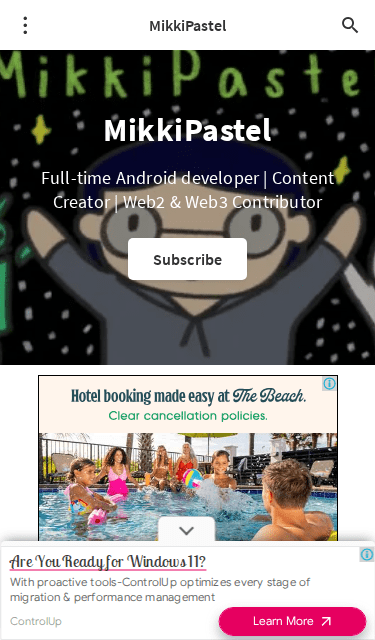 MikkiPastel
MikkiPaste
MikkiPastel
Full-time Android developer | Content
Creator | Web2 & Web3 Contributor
Subscribe
Hotel booking made easy at The Beach.
Clear cancellation policies.
Are You Ready for Windows 11?
With proactive tools-ControlUp optimizes every stage of
migration & performance management
ControlUp
Learn More